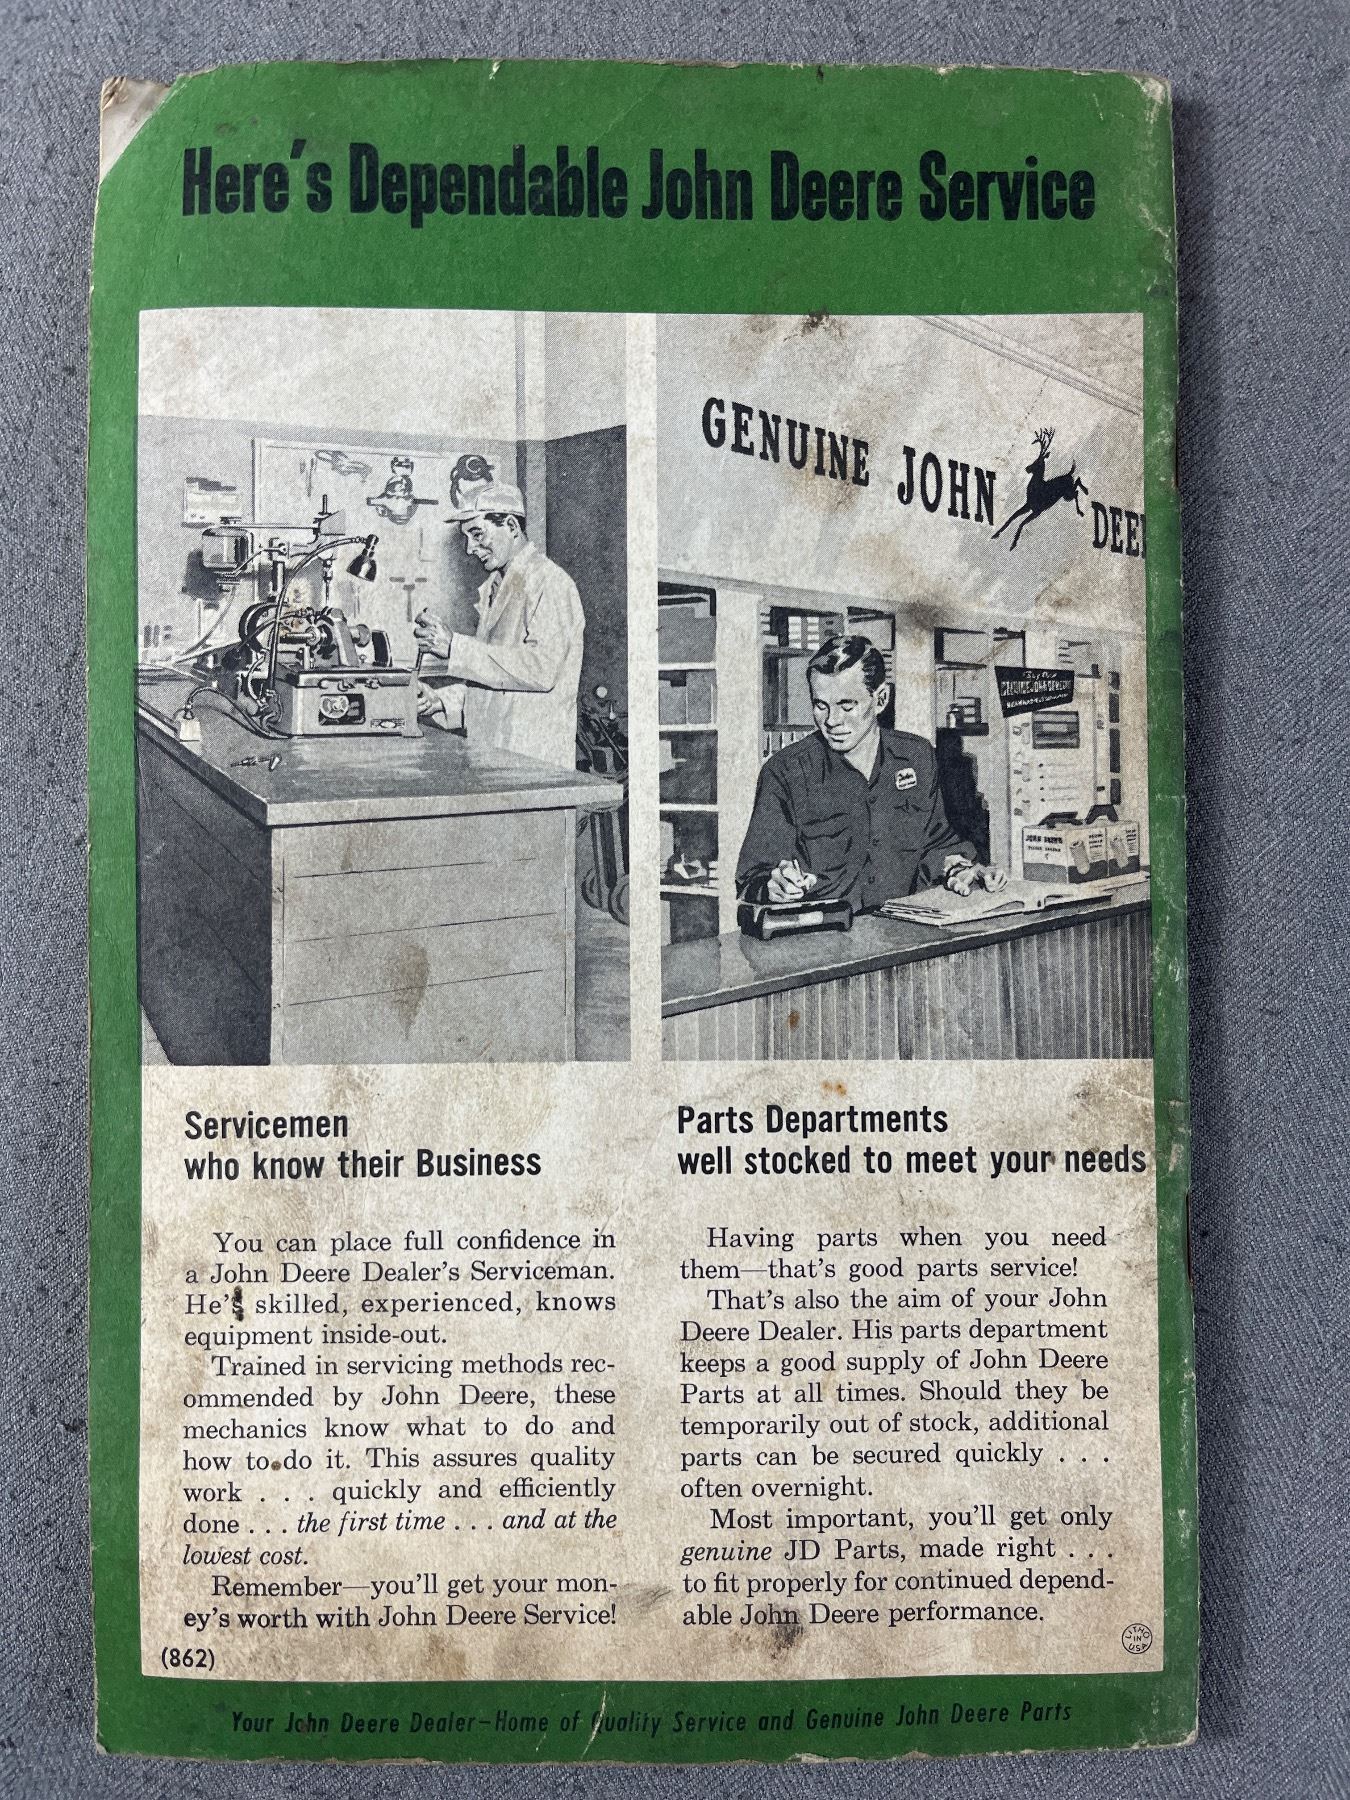 Here's Dependable John Deere Service
GENUINE JOHN DEE
JOHN DEERE
Servicemen
who know their Business
You can place full confidence in
a John Deere Dealer's Serviceman.
He's skilled, experienced, knows
equipment inside-out.
Trained in servicing methods rec-
ommended by John Deere, these
mechanics know what to do and
how to do it. This assures quality
work . . . quickly and efficiently
done . . . the first time . . . and at the
lowest cost.
Remember—you'll get your mon-
ey's worth with John Deere Service!
(862)
Parts Departments
well stocked to meet your needs
Having parts when you need
them—that's good parts service!
That's also the aim of your John
Deere Dealer. His parts department
keeps a good supply of John Deere
Parts at all times. Should they be
temporarily out of stock, additional
parts can be secured quickly . . .
often overnight.
Most important, you'll get only
genuine JD Parts, made right . . .
to fit properly for continued depend-
able John Deere performance.
LITHO
IN
USA
Your John Deere Dealer—Home of Quality Service and Genuine John Deere Parts